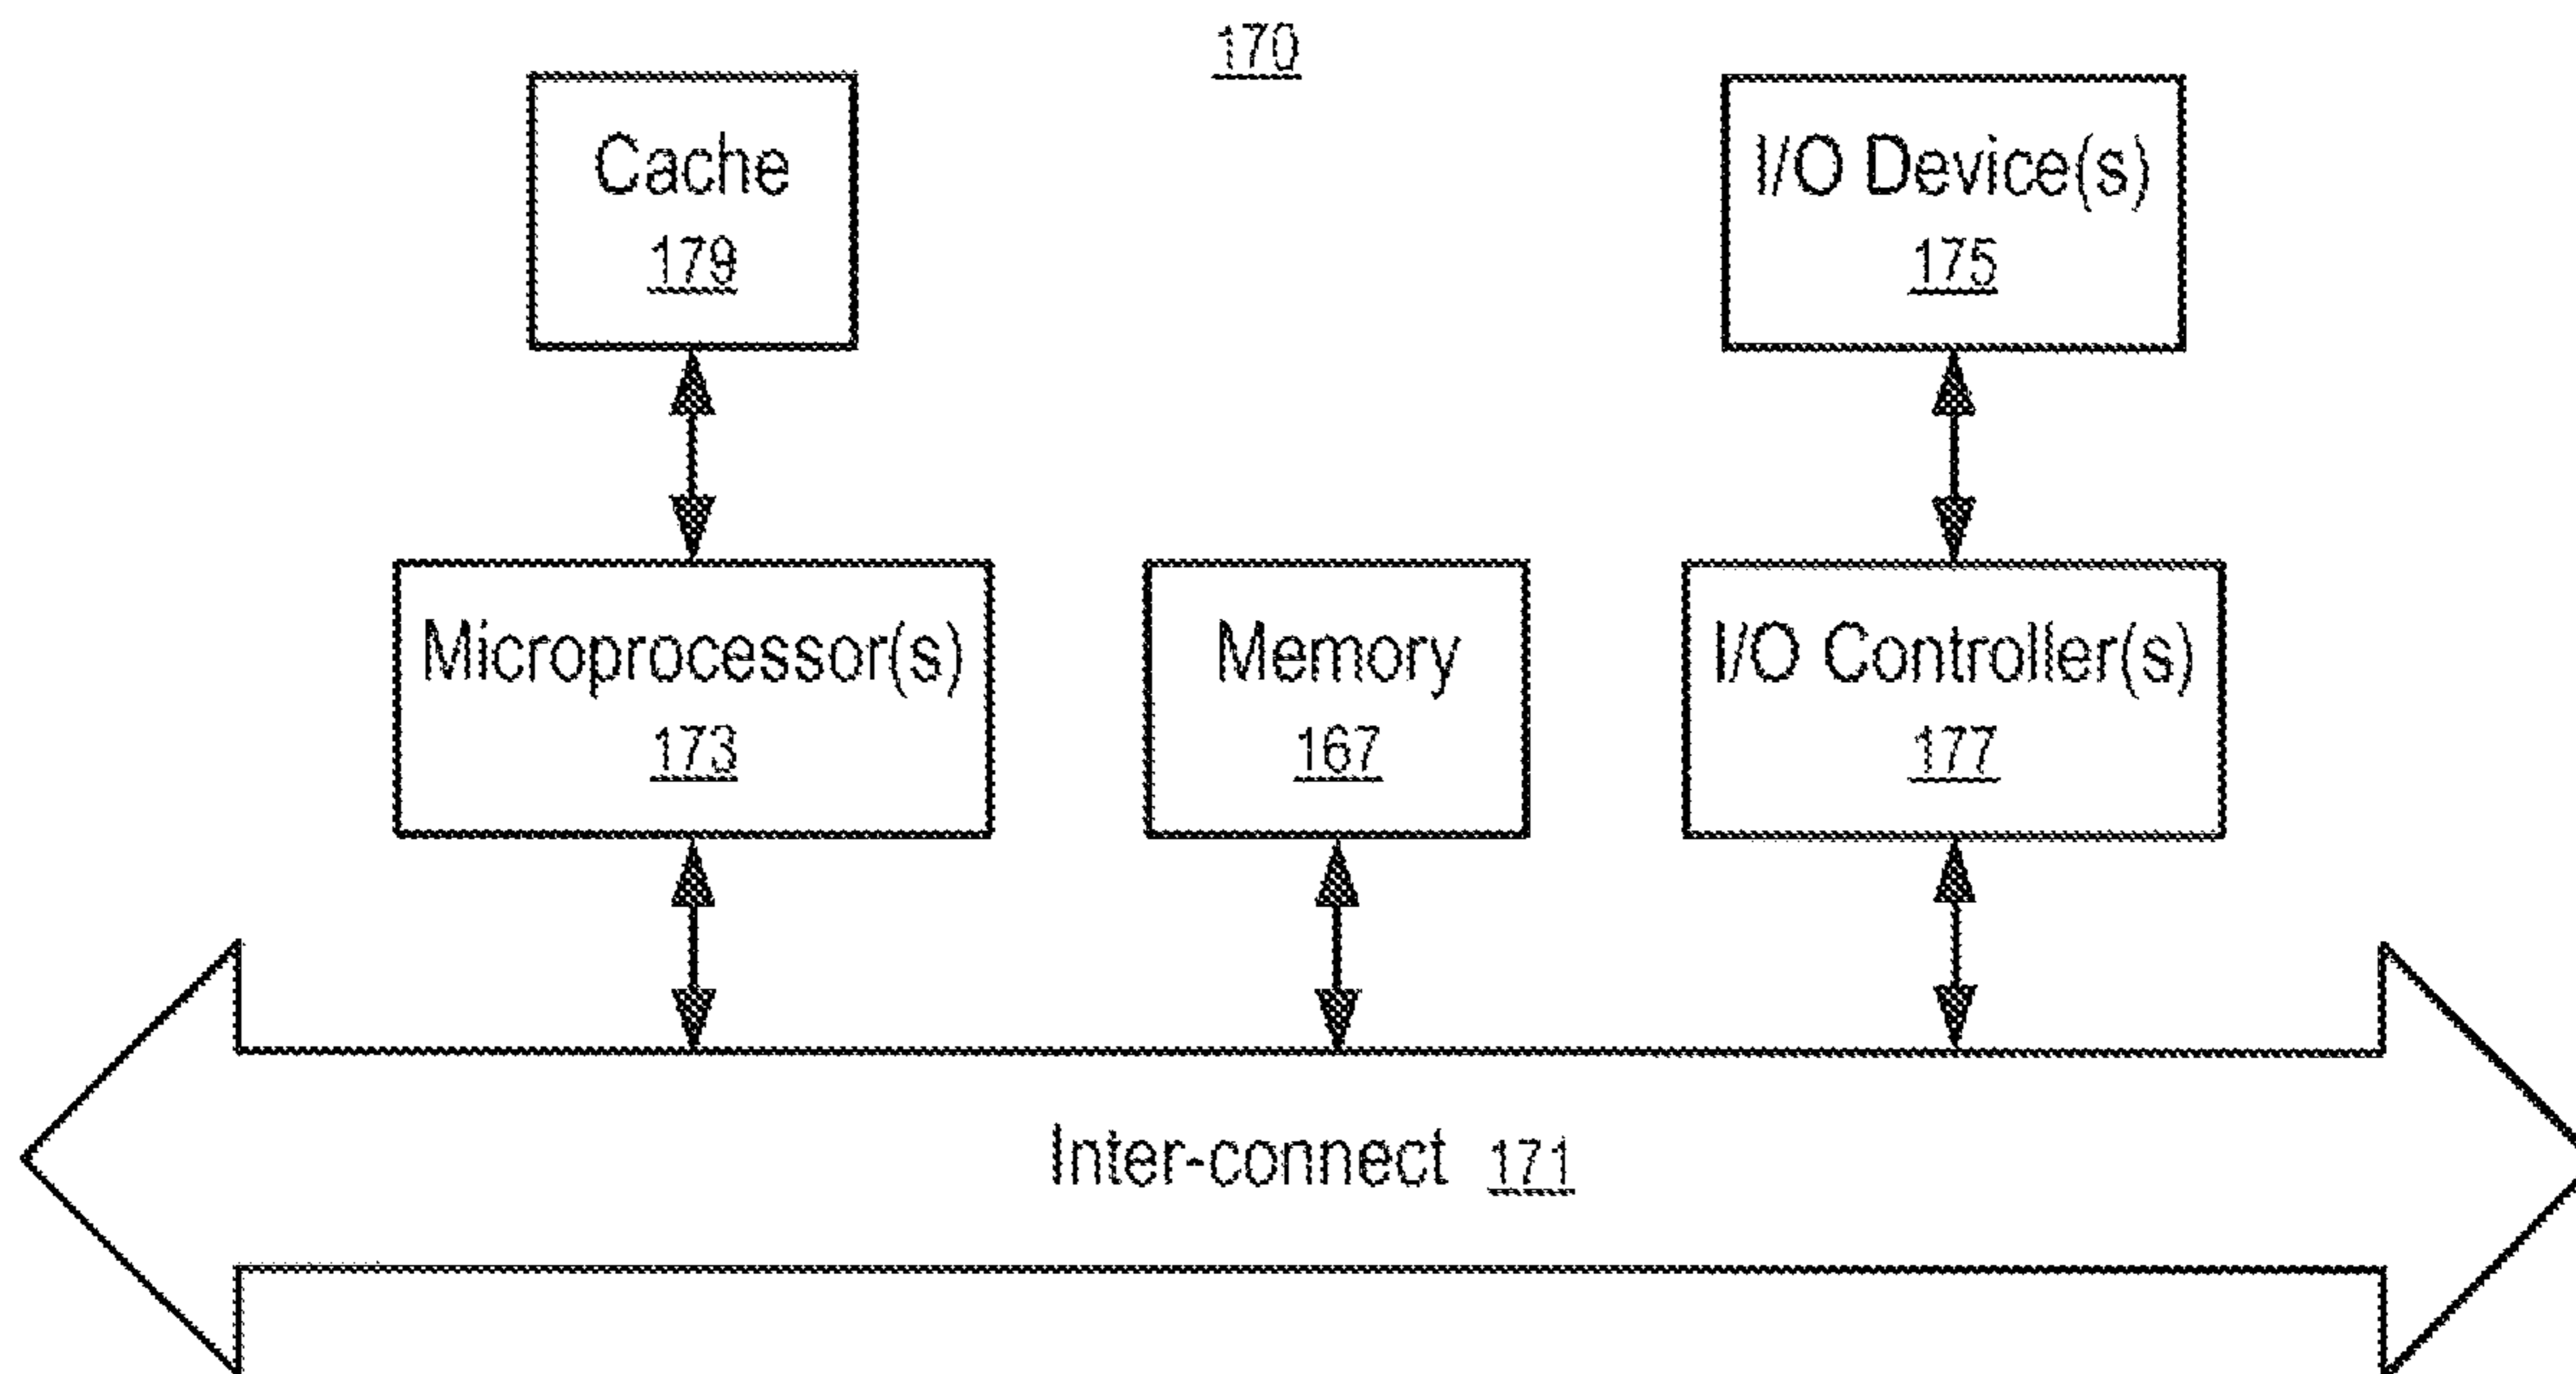 170
Cache
179
I/O Device(s)
175
Microprocessor(s)
173
Memory
167
I/O Controller(s)
177
Inter-connect 171